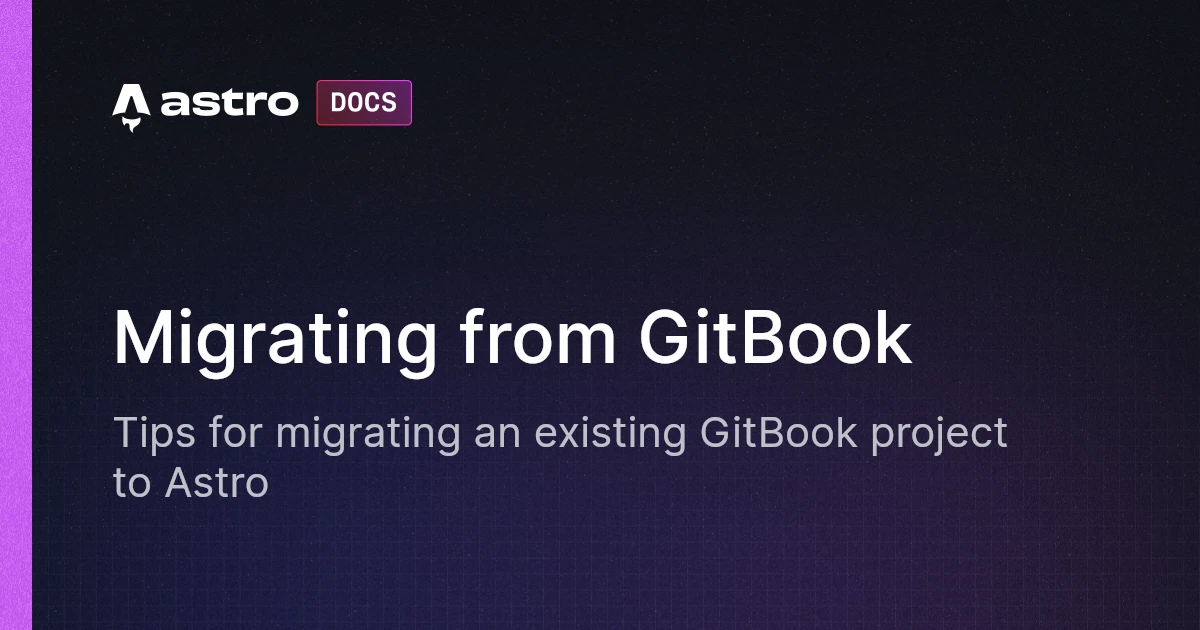 astro DOCS
Migrating from GitBook
Tips for migrating an existing GitBook project
to Astro